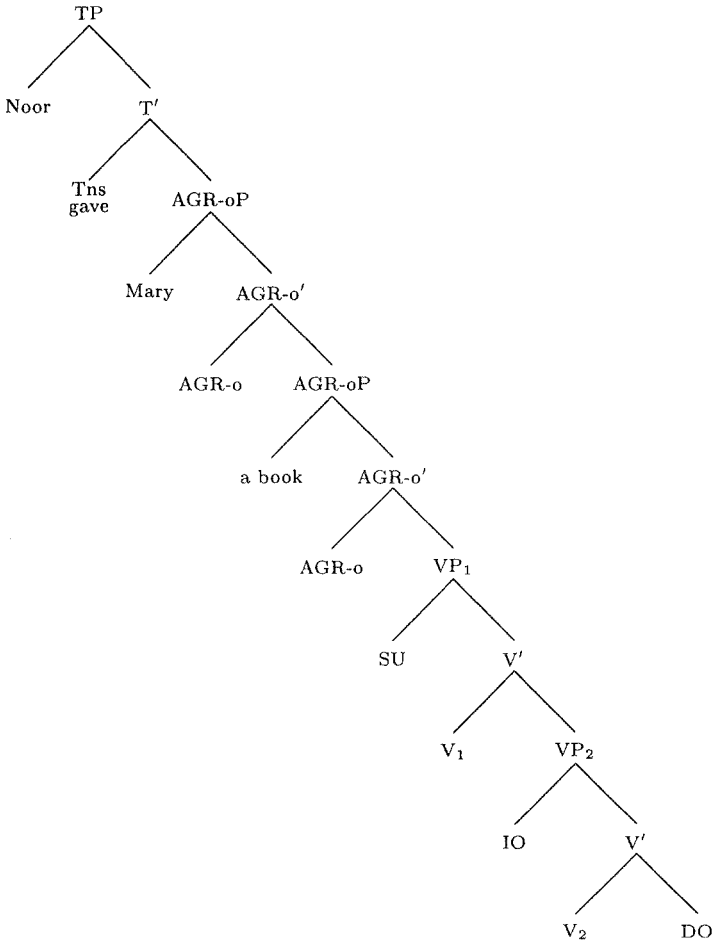 TP
Noor T′
Tns AGR-oP
gave
Mary AGR-o′
AGR-o AGR-oP
a book AGR-o′
AGR-o VP₁
SU V′
V₁ VP₂
IO V′
V₂ DO